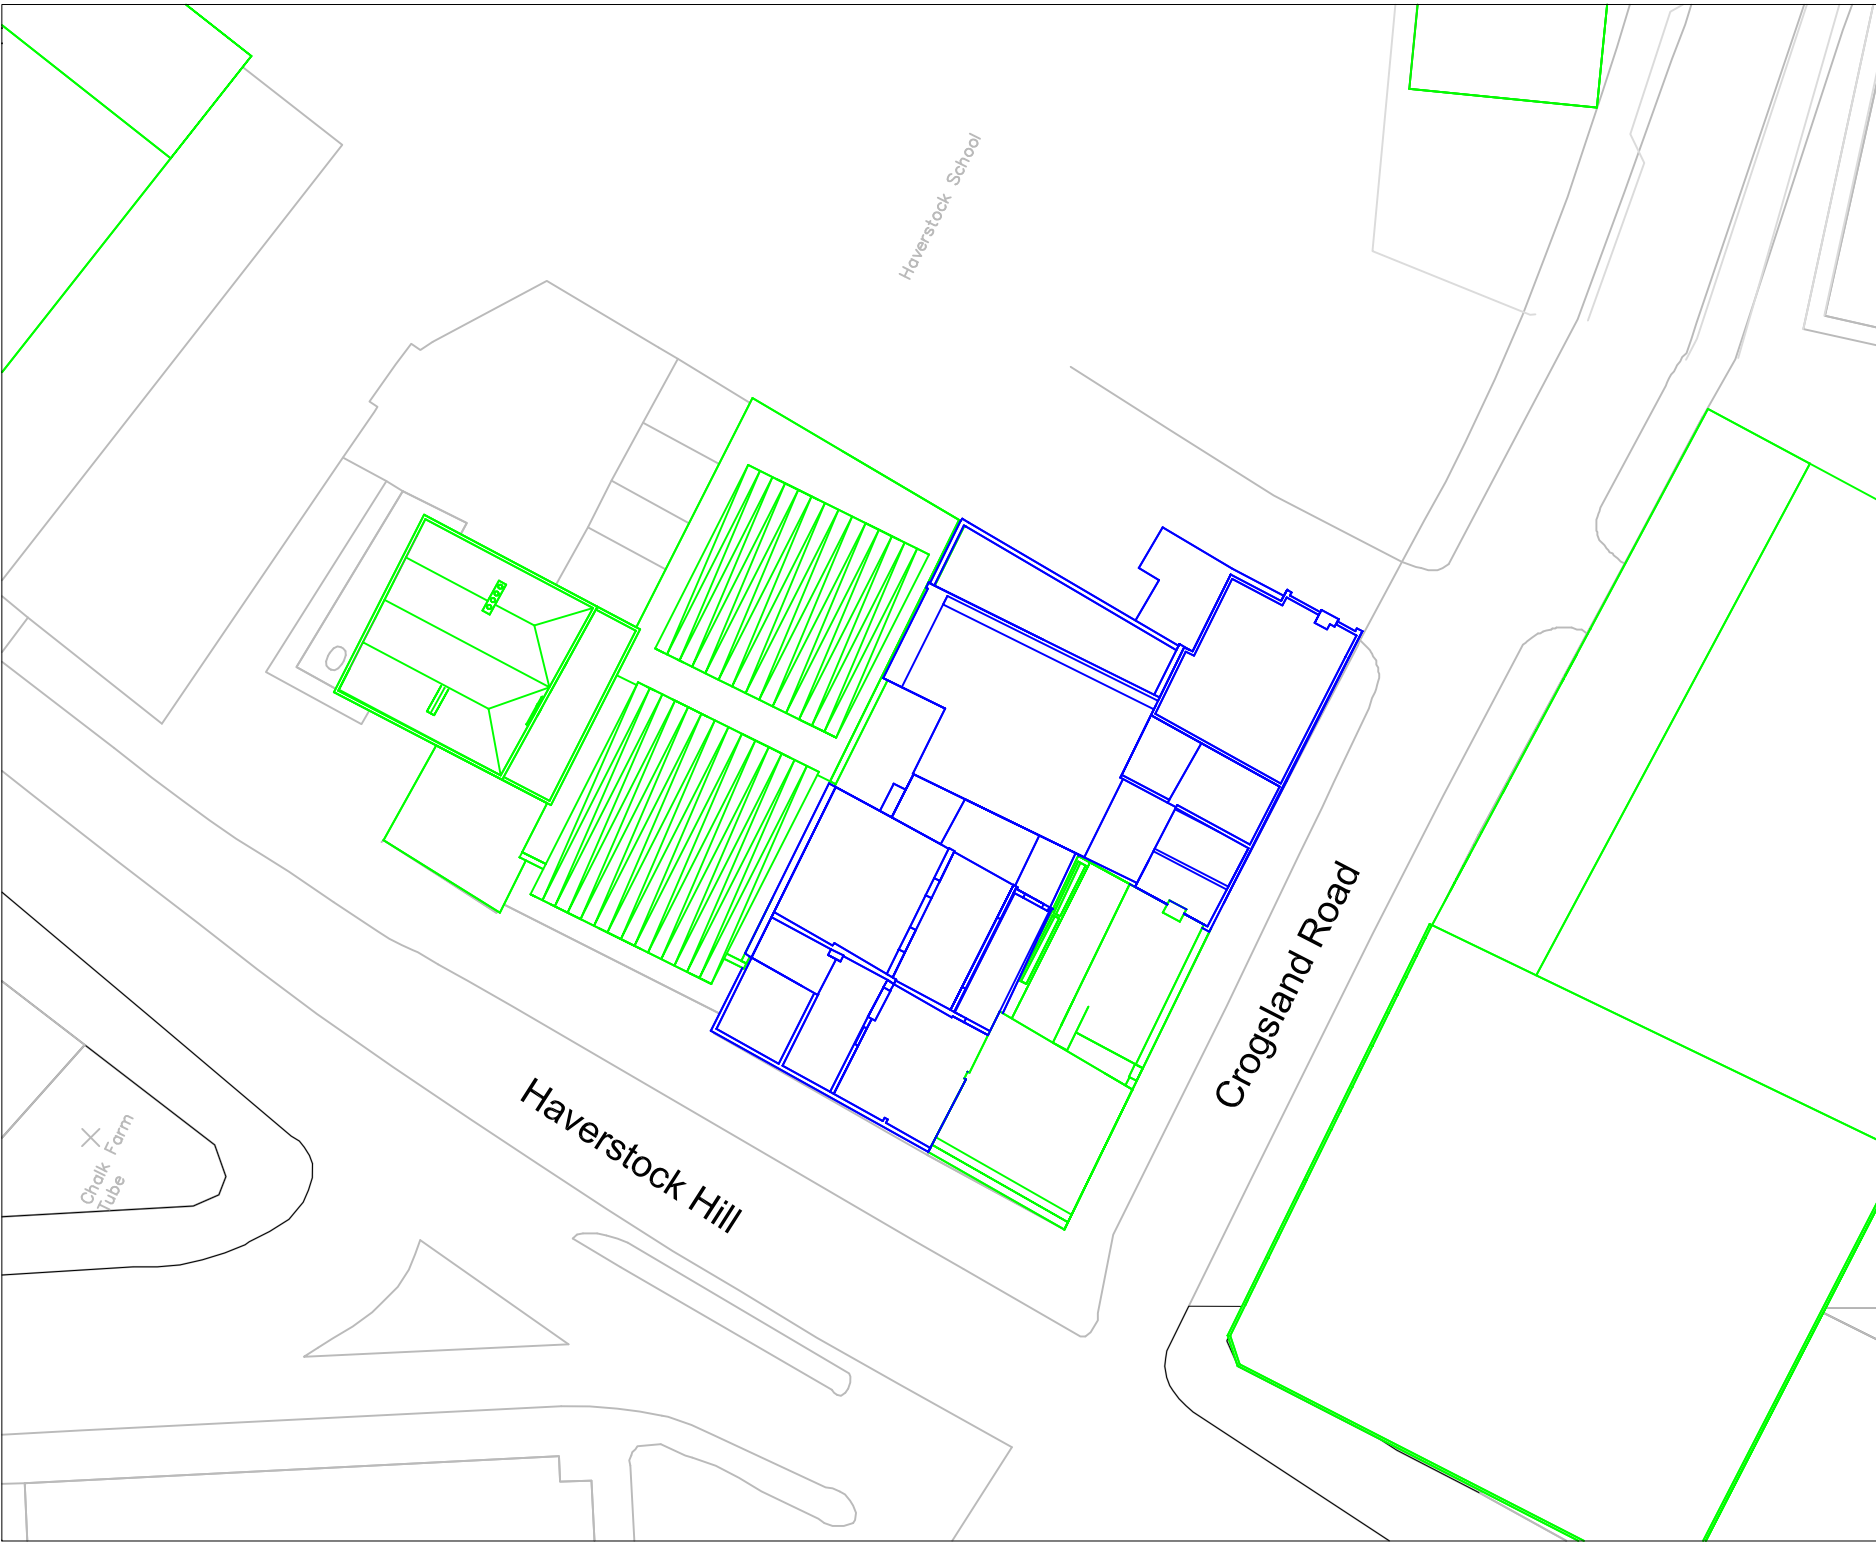 Haverstock School
Crogsland Road
Haverstock Hill
Chalk Farm
Tube